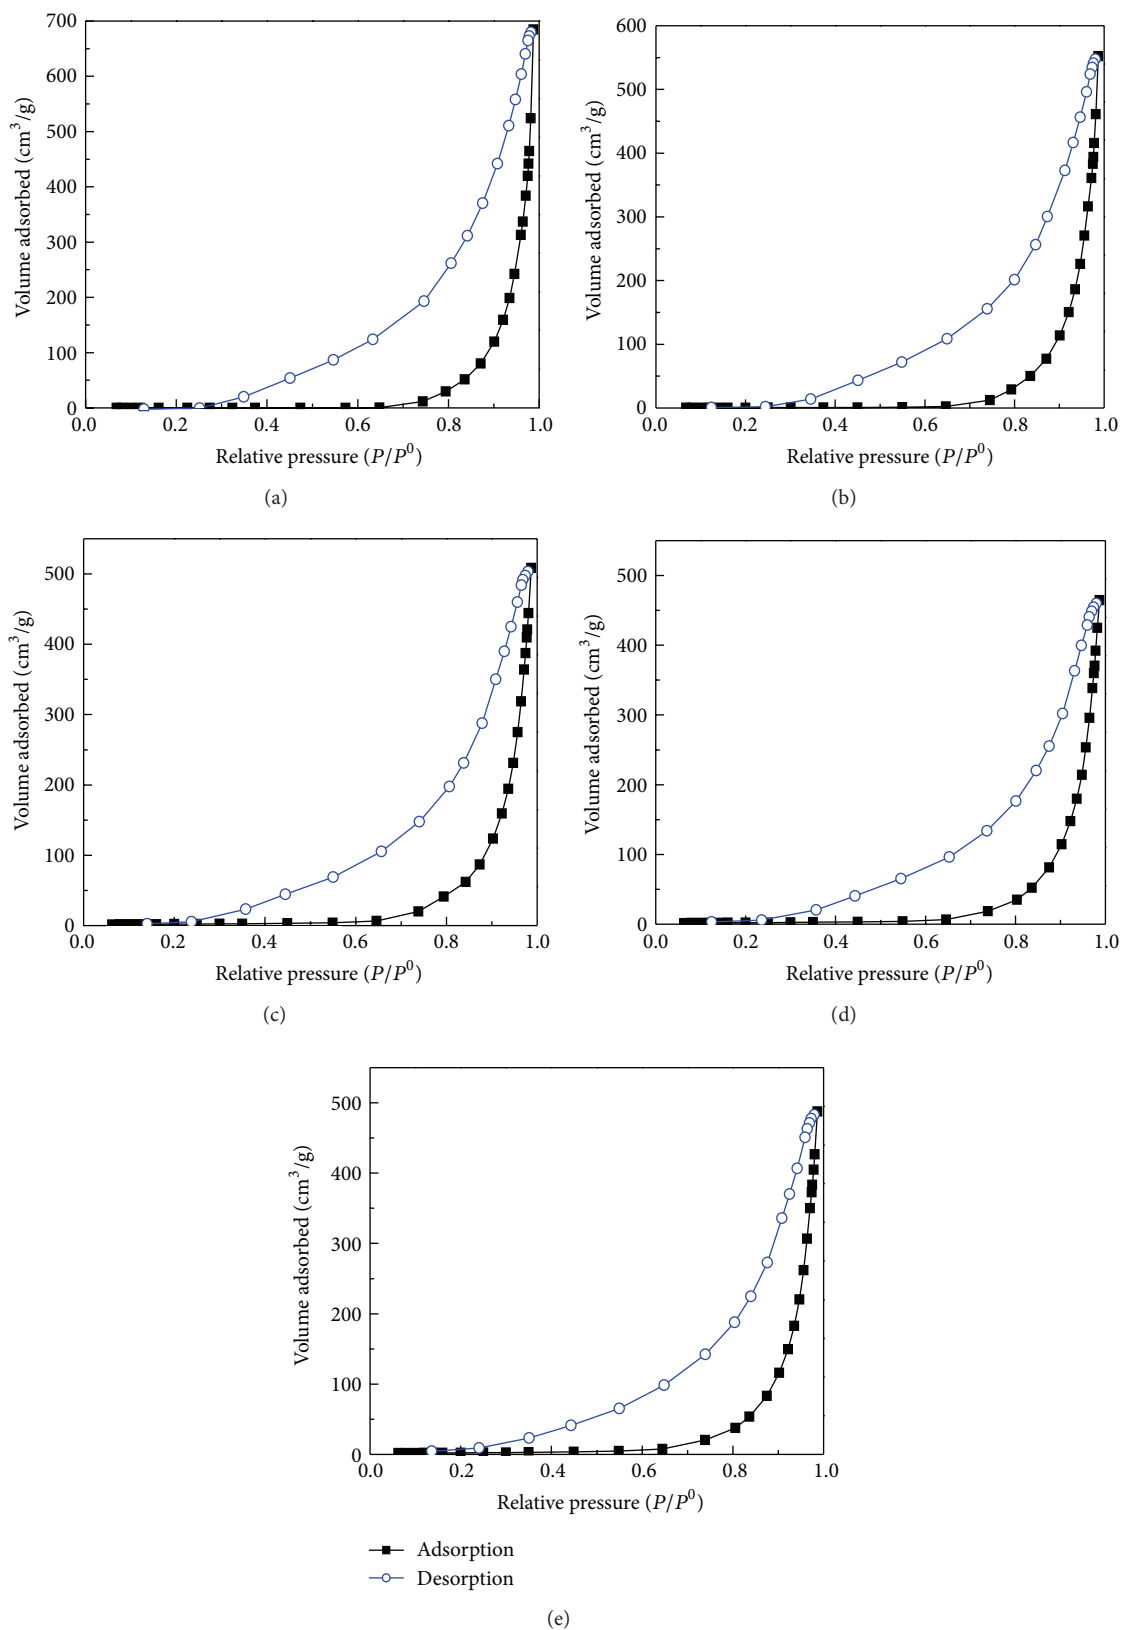 700
600
500
400
300
200
100
0
Volume adsorbed (cm³/g)
0.0 0.2 0.4 0.6 0.8 1.0
Relative pressure (P/P⁰)
(a)
600
500
400
300
200
100
0
Volume adsorbed (cm³/g)
0.0 0.2 0.4 0.6 0.8 1.0
Relative pressure (P/P⁰)
(b)
500
400
300
200
100
0
Volume adsorbed (cm³/g)
0.0 0.2 0.4 0.6 0.8 1.0
Relative pressure (P/P⁰)
(c)
500
400
300
200
100
0
Volume adsorbed (cm³/g)
0.0 0.2 0.4 0.6 0.8 1.0
Relative pressure (P/P⁰)
(d)
500
400
300
200
100
0
Volume adsorbed (cm³/g)
0.0 0.2 0.4 0.6 0.8 1.0
Relative pressure (P/P⁰)
Adsorption
Desorption
(e)